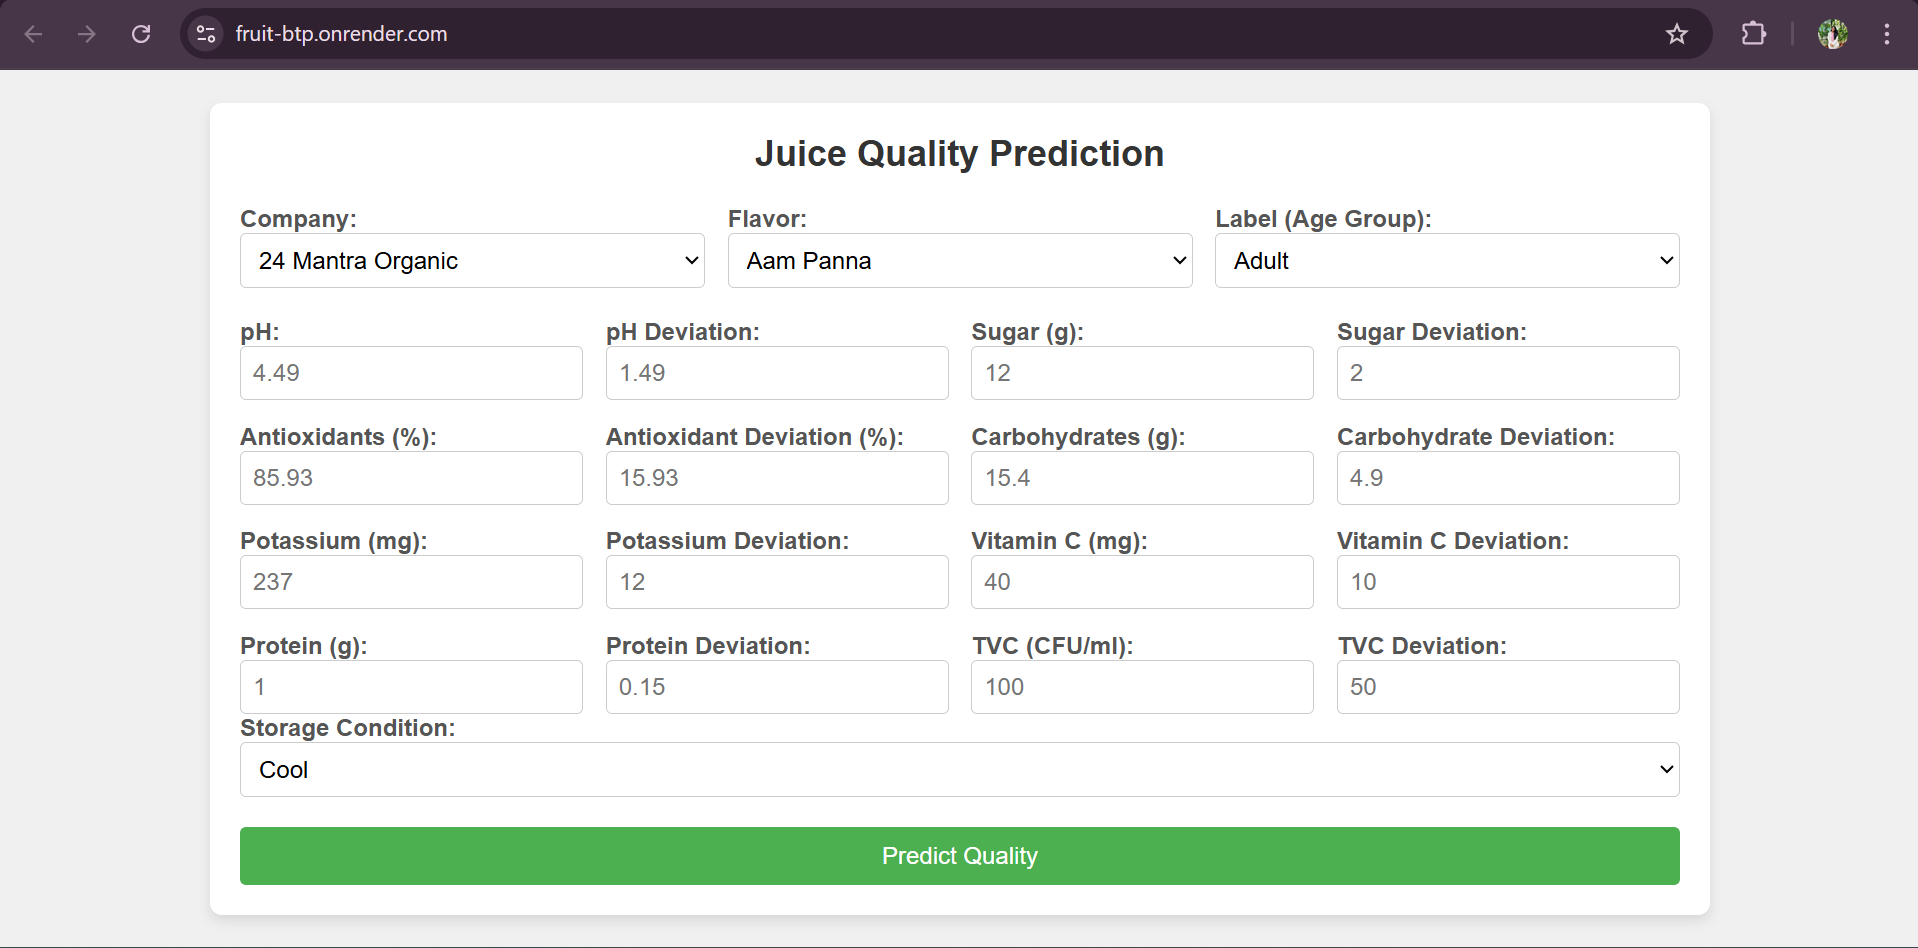 fruit-btp.onrender.com
Juice Quality Prediction
Company: Flavor: Label (Age Group):
24 Mantra Organic Aam Panna Adult
pH: pH Deviation: Sugar (g): Sugar Deviation:
4.49 1.49 12 2
Antioxidants (%): Antioxidant Deviation (%): Carbohydrates (g): Carbohydrate Deviation:
85.93 15.93 15.4 4.9
Potassium (mg): Potassium Deviation: Vitamin C (mg): Vitamin C Deviation:
237 12 40 10
Protein (g): Protein Deviation: TVC (CFU/ml): TVC Deviation:
1 0.15 100 50
Storage Condition:
Cool
Predict Quality